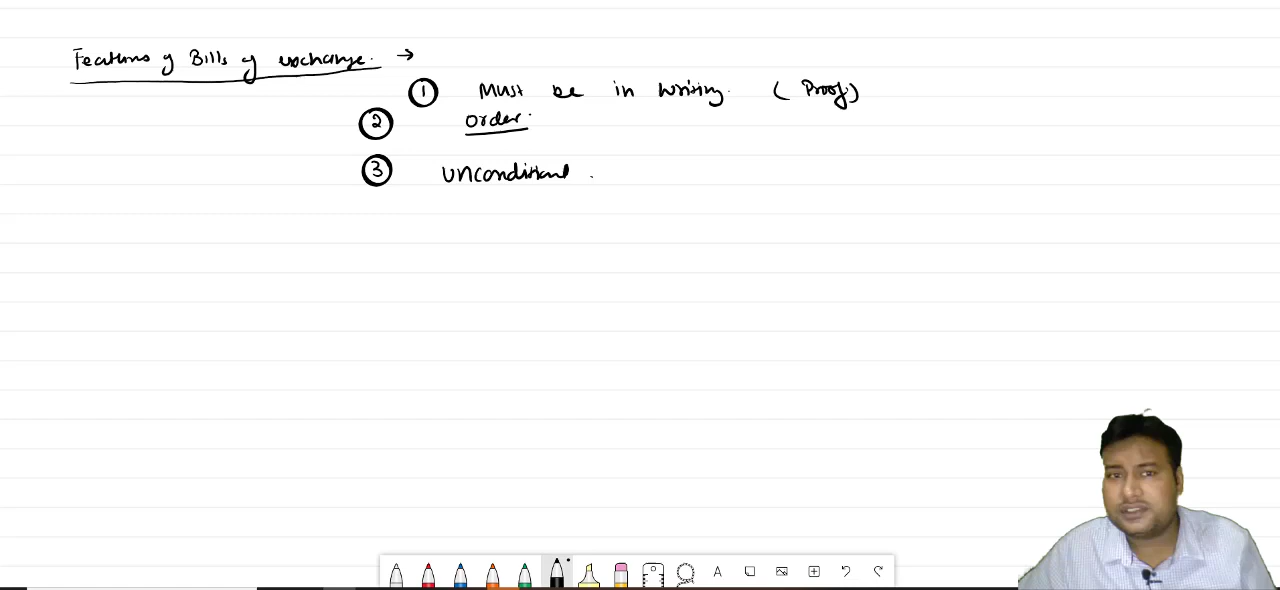 Features of Bills of exchange. →
① Must be in writing. (Proof)
② order.
③ unconditional.